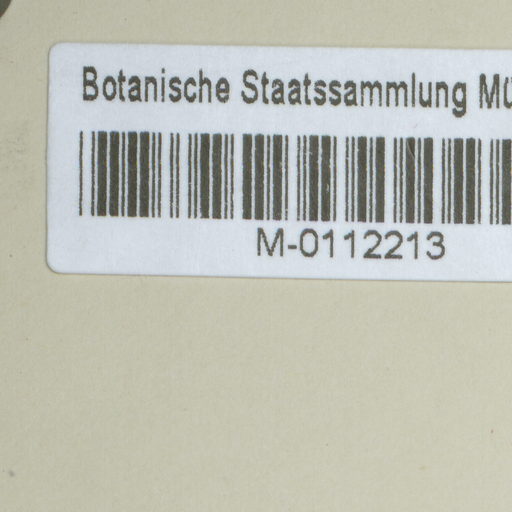 Botanische Staatssammlung Mü
M-0112213